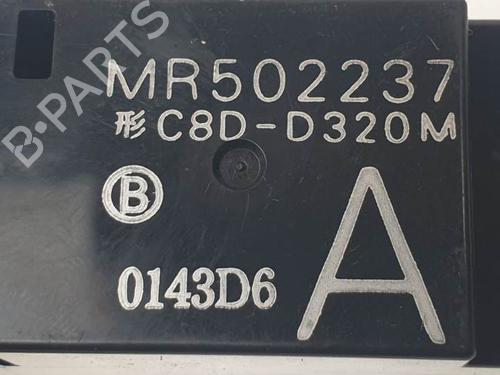 B-PARTS
MR502237
形 C8D-D320M
B
A
0143D6